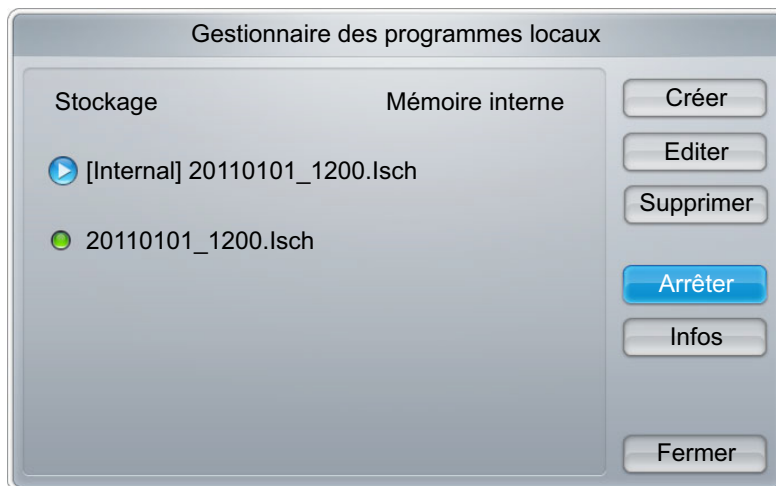 Gestionnaire des programmes locaux
Stockage Mémoire interne
[Internal] 20110101_1200.lsch
20110101_1200.lsch
Créer
Editer
Supprimer
Arrêter
Infos
Fermer